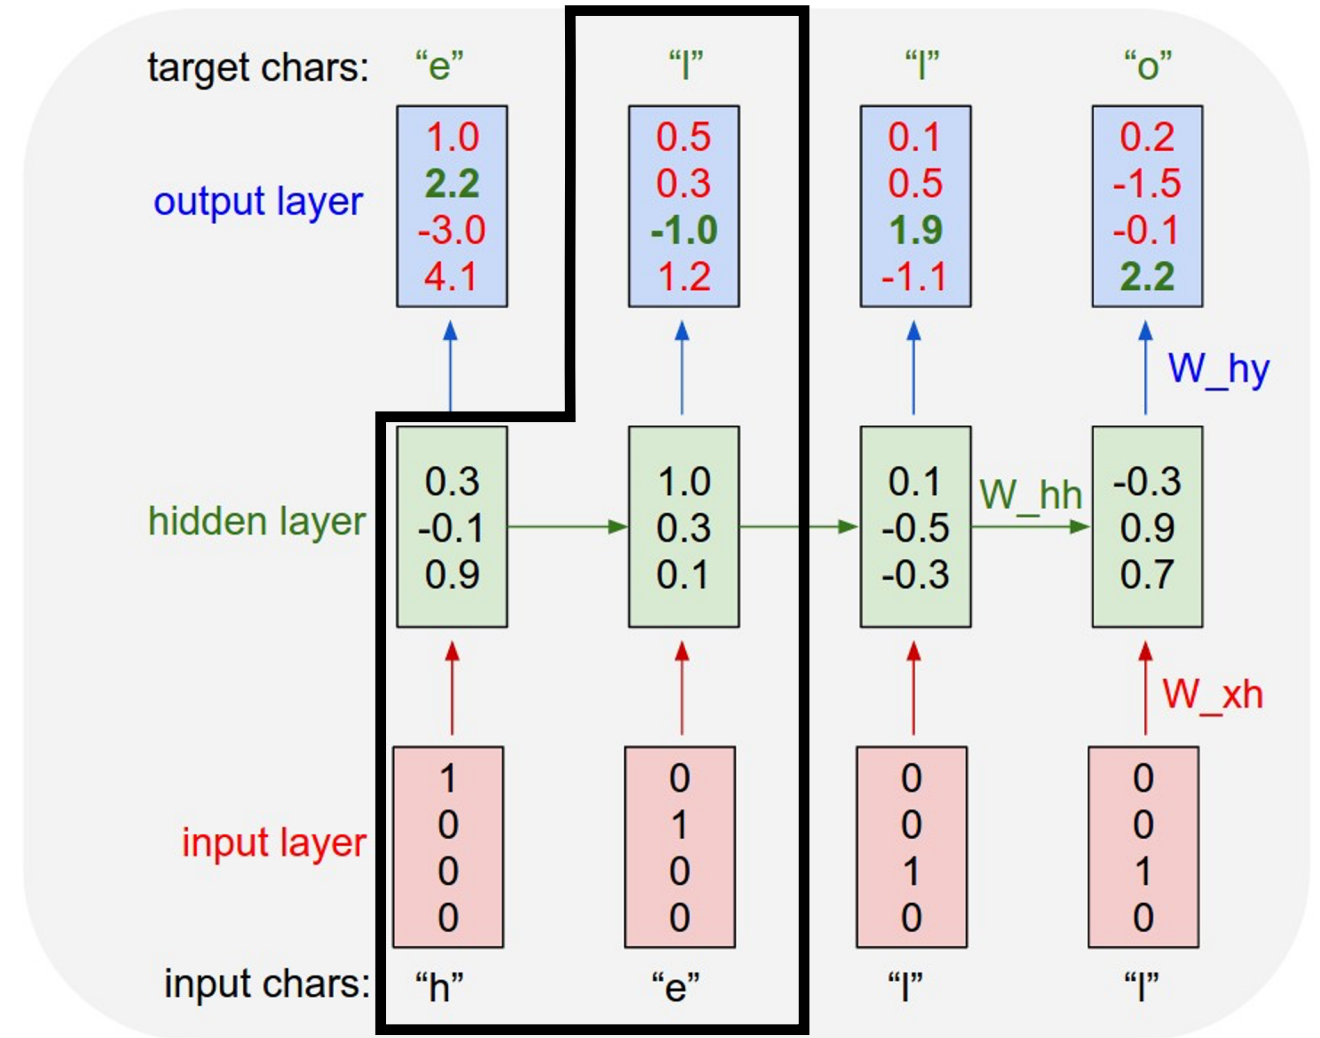 target chars: “e” “l” “l” “o”
1.0 0.5 0.1 0.2
2.2 0.3 0.5 -1.5
output layer
-3.0 -1.0 1.9 -0.1
4.1 1.2 -1.1 2.2
W_hy
0.3 1.0 0.1 -0.3
W_hh
hidden layer -0.1 0.3 -0.5 0.9
0.9 0.1 -0.3 0.7
W_xh
1 0 0 0
0 1 0 0
input layer
0 0 1 1
0 0 0 0
input chars: “h” “e” “l” “l”